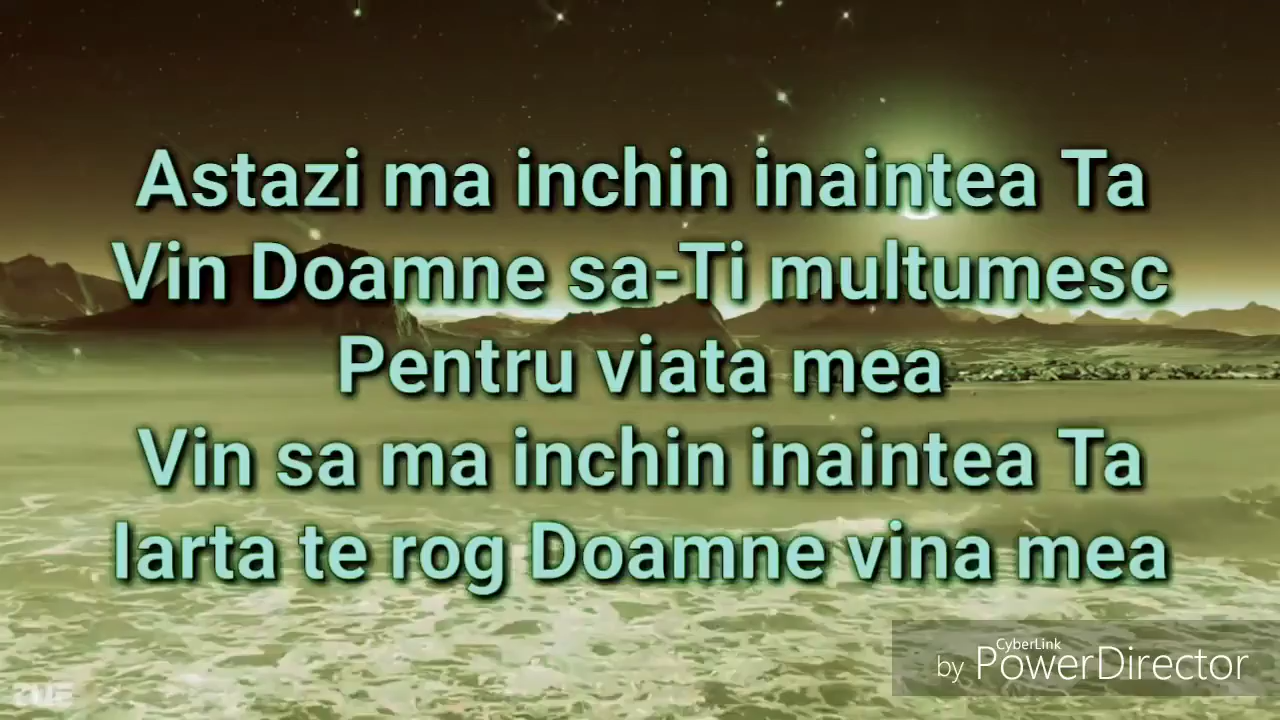 Astazi ma inchin inaintea Ta
Vin Doamne sa-Ti multumesc
Pentru viata mea
Vin sa ma inchin inaintea Ta
Iarta te rog Doamne vina mea
CyberLink
by PowerDirector